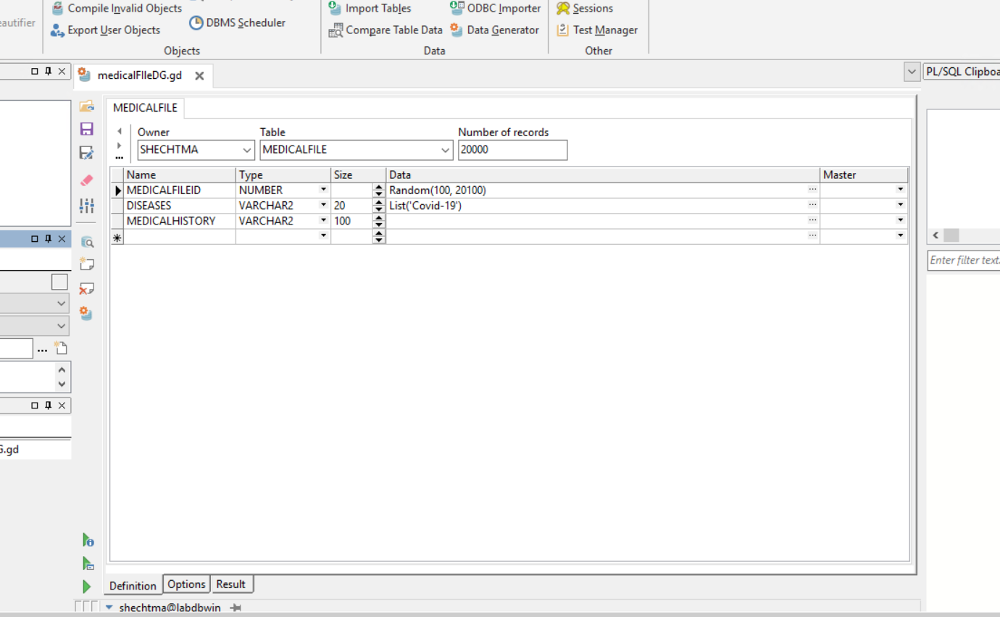 Compile Invalid Objects
Import Tables
ODBC Importer
Sessions
eautifier
Export User Objects
DBMS Scheduler
Compare Table Data
Data Generator
Test Manager
Objects
Data
Other
medicalFIleDG.gd
PL/SQL Clipboa
MEDICALFILE
Owner
Table
Number of records
SHECHTMA
MEDICALFILE
20000
Name Type Size Data Master
MEDICALFILEID NUMBER Random(100, 20100)
DISEASES VARCHAR2 20 List('Covid-19')
MEDICALHISTORY VARCHAR2 100
Enter filter text.
G.gd
Definition Options Result
shechtma@labdbwin